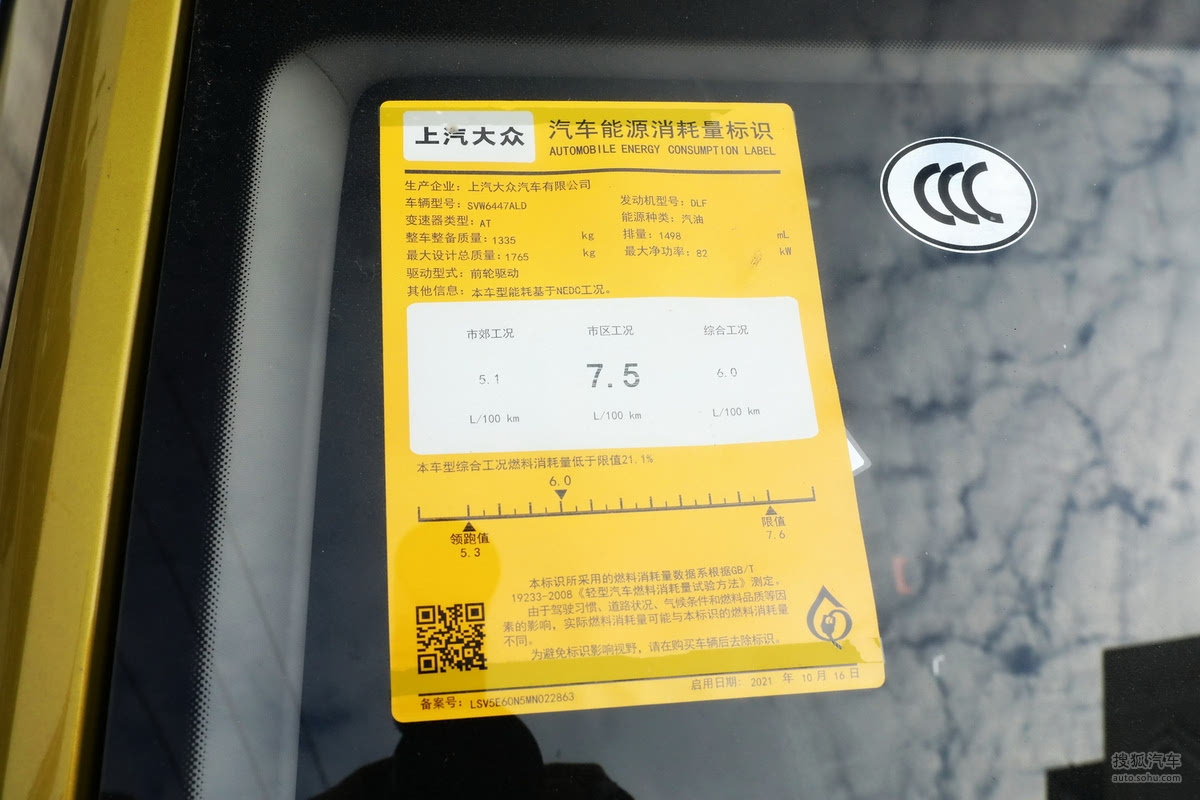 上汽大众
汽车能源消耗量标识
AUTOMOBILE ENERGY CONSUMPTION LABEL
生产企业：上汽大众汽车有限公司
车辆型号：SVW6447ALD 发动机型号：DLF
变速器类型：AT 能源种类：汽油
整车整备质量：1335 kg 排量：1498 mL
最大设计总质量：1765 kg 最大净功率：82 kW
驱动型式：前轮驱动
其他信息：本车型能耗基于NEDC工况。
市郊工况 市区工况 综合工况
5.1 7.5 6.0
L/100 km L/100 km L/100 km
本车型综合工况燃料消耗量低于限值21.1%
6.0
领跑值 限值
5.3 7.6
本标识所采用的燃料消耗量数据系根据GB/T
19233-2008《轻型汽车燃料消耗量试验方法》测定。
由于驾驶习惯、道路状况、气候条件和燃料品质等因
素的影响，实际燃料消耗量可能与本标识的燃料消耗量
不同。
为避免标识影响视野，请在购买车辆后去除标识。
备案号：LSV5E60N5MN022863 启用日期：2021 年 10 月 16 日
CCC
搜狐汽车
auto.sohu.com